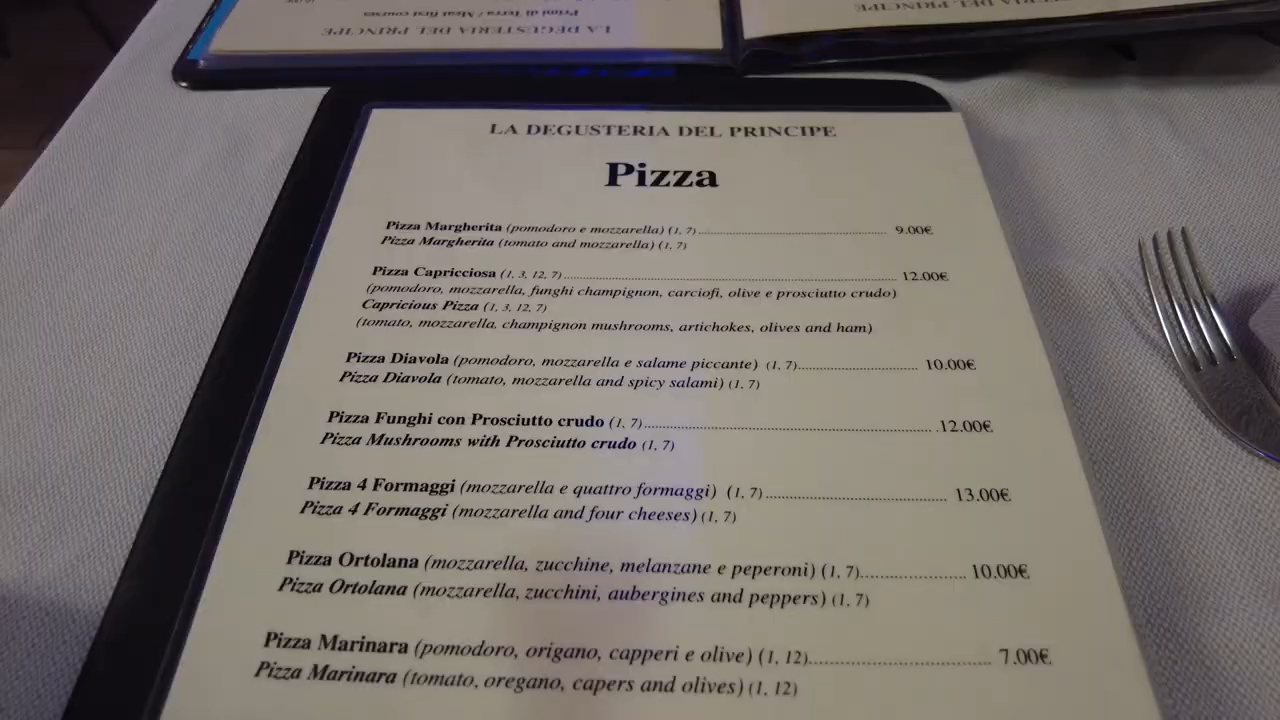 LA DEGUSTERIA DEL PRINCIPE
Primi di Terra / Meat first courses
LA DEGUSTERIA DEL PRINCIPE
Pizza
Pizza Margherita (pomodoro e mozzarella) (1, 7) 9.00€
Pizza Margherita (tomato and mozzarella) (1, 7)
Pizza Capricciosa (1, 3, 12, 7) 12.00€
(pomodoro, mozzarella, funghi champignon, carciofi, olive e prosciutto crudo)
Capricious Pizza (1, 3, 12, 7)
(tomato, mozzarella, champignon mushrooms, artichokes, olives and ham)
Pizza Diavola (pomodoro, mozzarella e salame piccante) (1, 7) 10.00€
Pizza Diavola (tomato, mozzarella and spicy salami) (1, 7)
Pizza Funghi con Prosciutto crudo (1, 7) 12.00€
Pizza Mushrooms with Prosciutto crudo (1, 7)
Pizza 4 Formaggi (mozzarella e quattro formaggi) (1, 7) 13.00€
Pizza 4 Formaggi (mozzarella and four cheeses) (1, 7)
Pizza Ortolana (mozzarella, zucchine, melanzane e peperoni) (1, 7) 10.00€
Pizza Ortolana (mozzarella, zucchini, aubergines and peppers) (1, 7)
Pizza Marinara (pomodoro, origano, capperi e olive) (1, 12) 7.00€
Pizza Marinara (tomato, oregano, capers and olives) (1, 12)